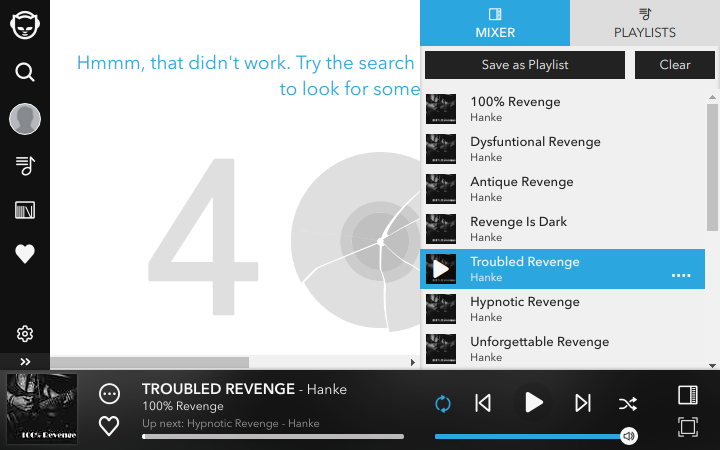 MIXER
PLAYLISTS
Hmmm, that didn't work. Try the search
to look for some
Save as Playlist
Clear
100% Revenge
Hanke
Dysfuntional Revenge
Hanke
Antique Revenge
Hanke
Revenge Is Dark
Hanke
Troubled Revenge
Hanke
Hypnotic Revenge
Hanke
Unforgettable Revenge
Hanke
4
TROUBLED REVENGE - Hanke
100% Revenge
Up next: Hypnotic Revenge - Hanke
100% Revenge